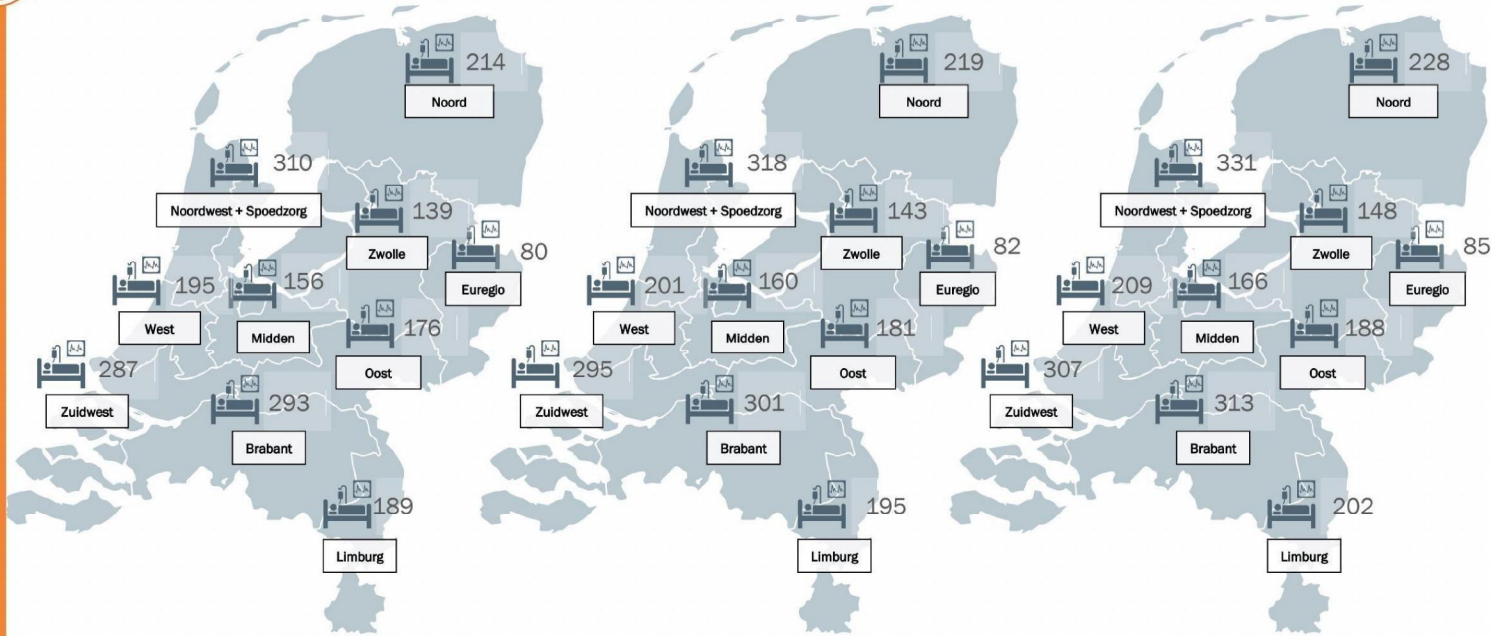 214
Noord
310
Noordwest + Spoedzorg
139
Zwolle
80
Euregio
195
West
156
Midden
176
Oost
287
Zuidwest
293
Brabant
189
Limburg
219
Noord
318
Noordwest + Spoedzorg
143
Zwolle
82
Euregio
201
West
160
Midden
181
Oost
295
Zuidwest
301
Brabant
195
Limburg
228
Noord
331
Noordwest + Spoedzorg
148
Zwolle
85
Euregio
209
West
166
Midden
188
Oost
307
Zuidwest
313
Brabant
202
Limburg